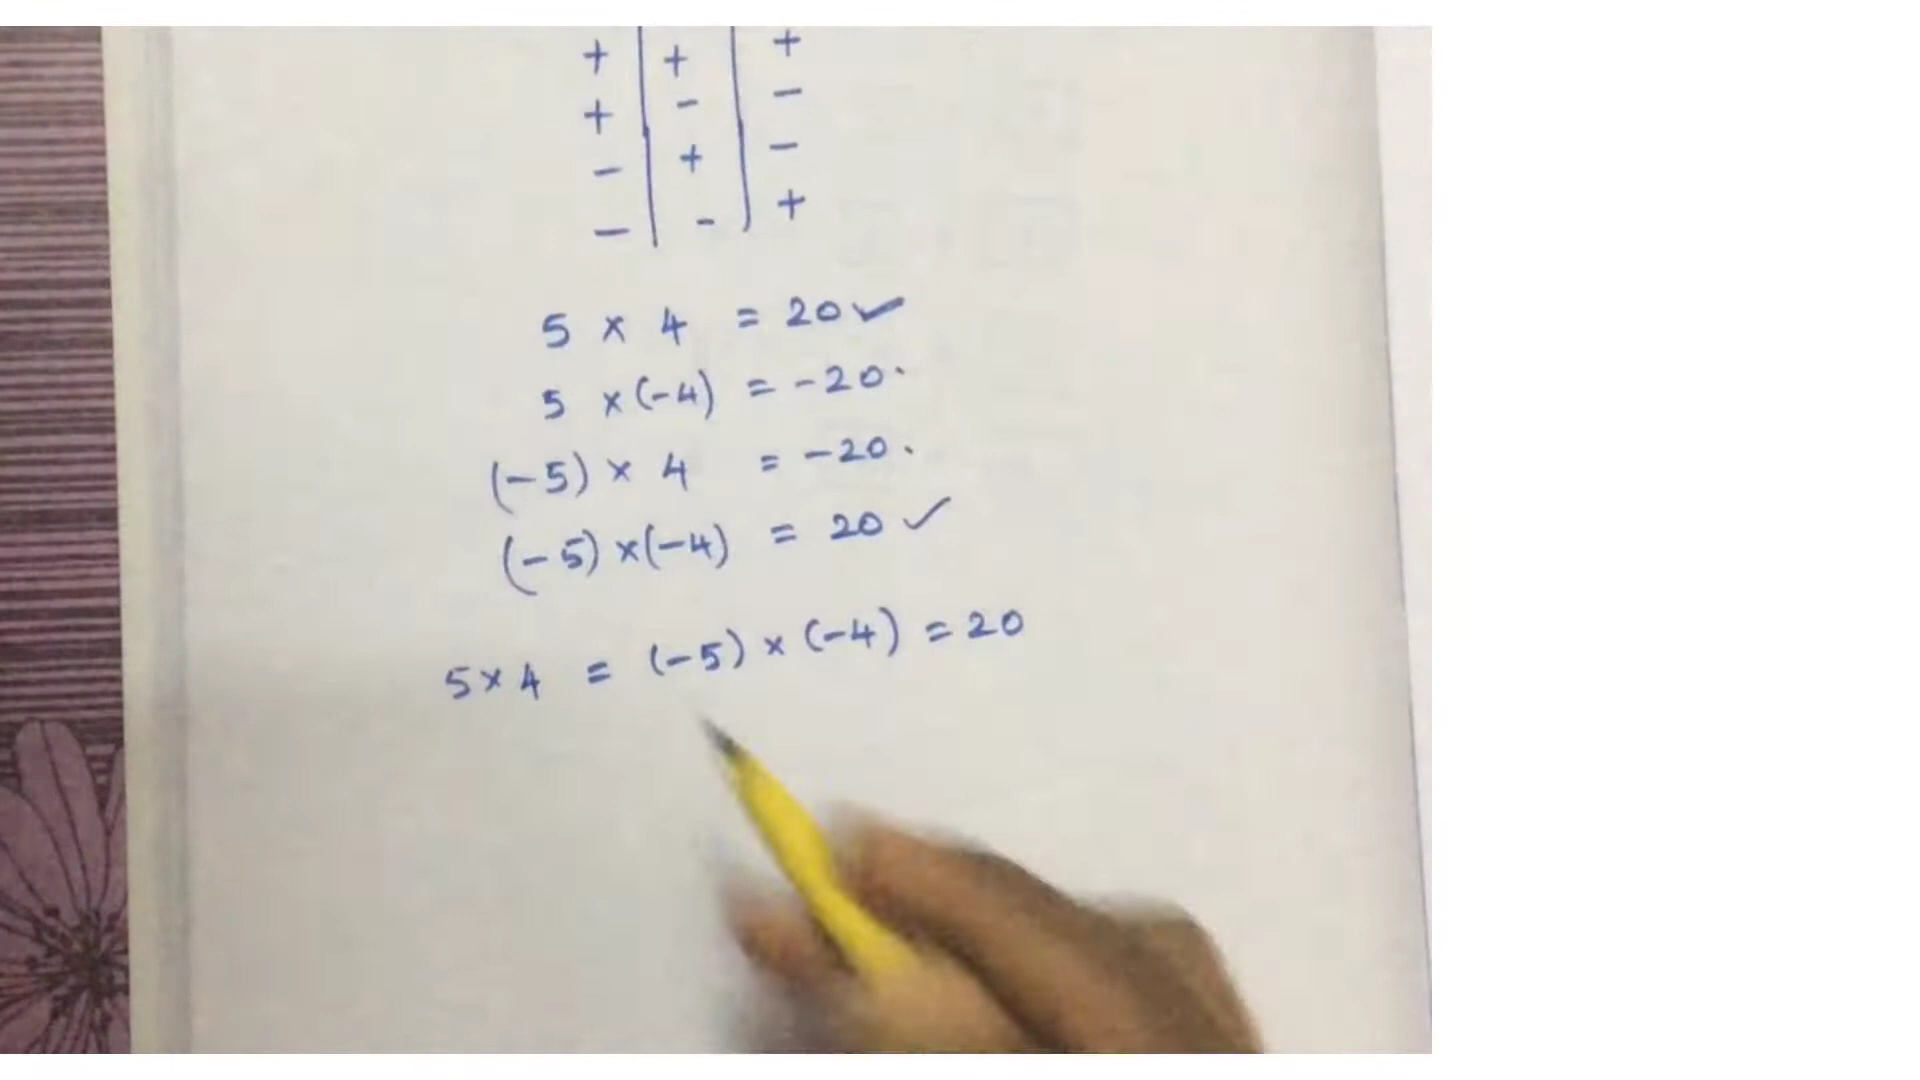 + | + | +
+ | - | -
- | + | -
- | - | +
5 × 4 = 20 ✓
5 × (-4) = -20.
(-5) × 4 = -20.
(-5) × (-4) = 20 ✓
5 × 4 = (-5) × (-4) = 20